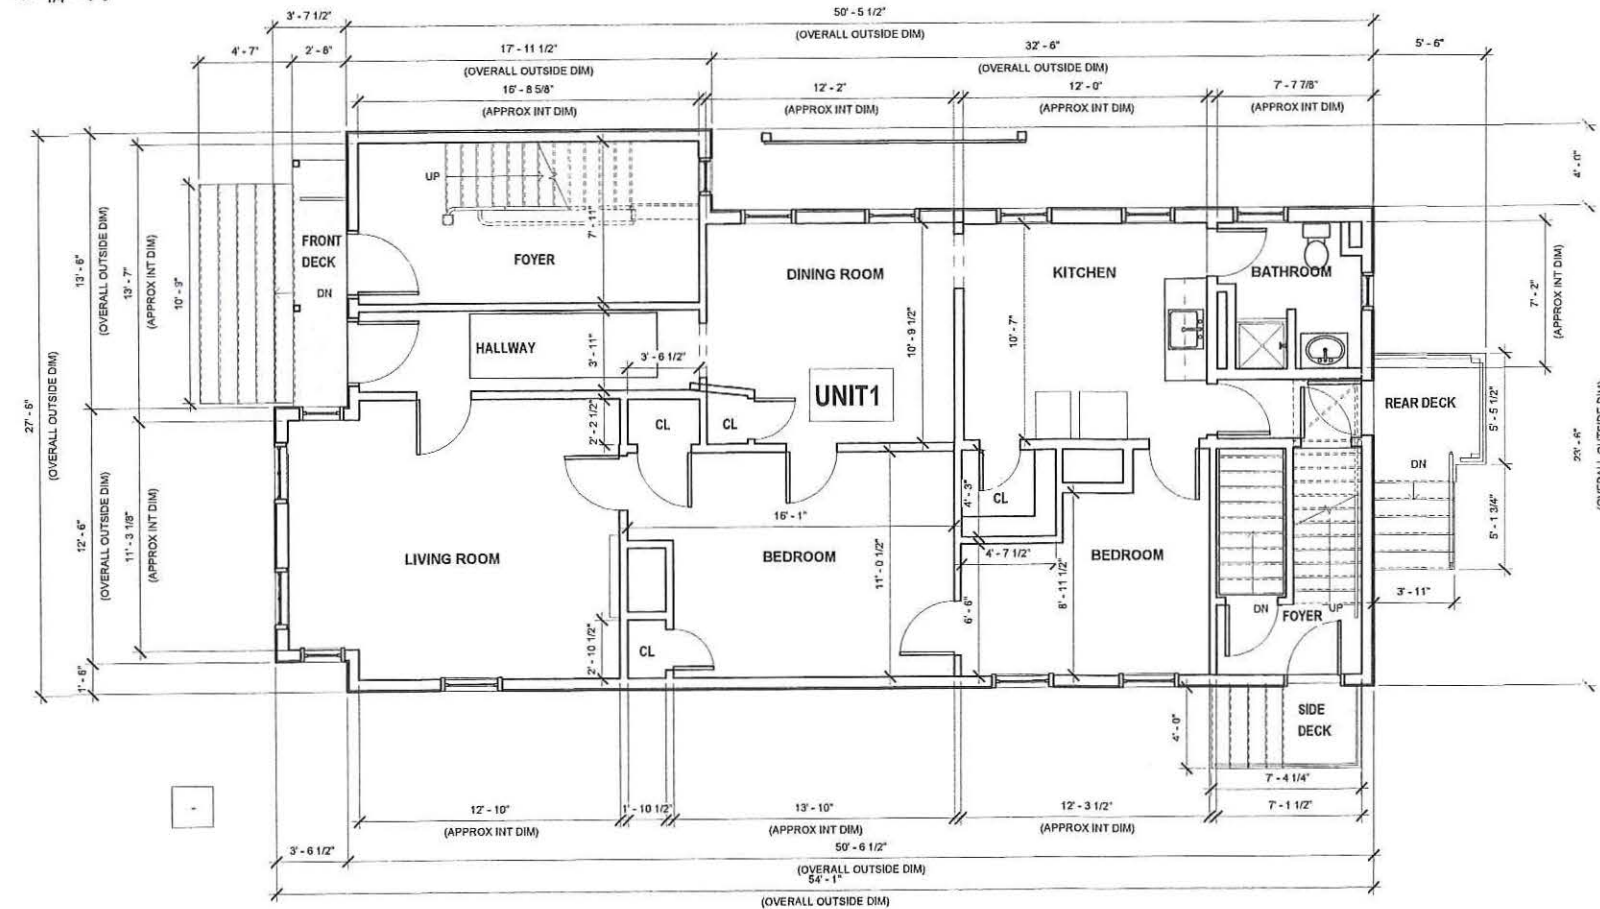 3' - 7 1/2"
50' - 5 1/2"
(OVERALL OUTSIDE DIM)
4' - 7"
2' - 8"
17' - 11 1/2"
(OVERALL OUTSIDE DIM)
32' - 6"
(OVERALL OUTSIDE DIM)
5' - 6"
16' - 8 5/8"
(APPROX INT DIM)
12' - 2"
(APPROX INT DIM)
12' - 0"
(APPROX INT DIM)
7' - 7 7/8"
(APPROX INT DIM)
4' - 0"
UP
7' - 11"
FRONT
DECK
DN
FOYER
DINING ROOM
KITCHEN
BATHROOM
7' - 2"
(APPROX INT DIM)
13' - 6"
(OVERALL OUTSIDE DIM)
13' - 7"
(APPROX INT DIM)
10' - 9"
HALLWAY
3' - 11"
3' - 6 1/2"
10' - 9 1/2"
10' - 7"
UNIT1
27' - 6"
(OVERALL OUTSIDE DIM)
2' - 2 1/2"
CL
CL
REAR DECK
5' - 5 1/2"
23' - 6"
DN
12' - 6"
(OVERALL OUTSIDE DIM)
11' - 3 1/8"
(APPROX INT DIM)
4' - 3"
CL
16' - 1"
5' - 1 3/4"
LIVING ROOM
BEDROOM
11' - 0 1/2"
4' - 7 1/2"
BEDROOM
8' - 11 1/2"
6' - 6"
3' - 11"
DN
UP
FOYER
2' - 10 1/2"
CL
1' - 6"
SIDE
DECK
4' - 0"
7' - 4 1/4"
12' - 10"
(APPROX INT DIM)
1' - 10 1/2"
13' - 10"
(APPROX INT DIM)
12' - 3 1/2"
(APPROX INT DIM)
7' - 1 1/2"
3' - 6 1/2"
50' - 6 1/2"
(OVERALL OUTSIDE DIM)
54' - 1"
(OVERALL OUTSIDE DIM)